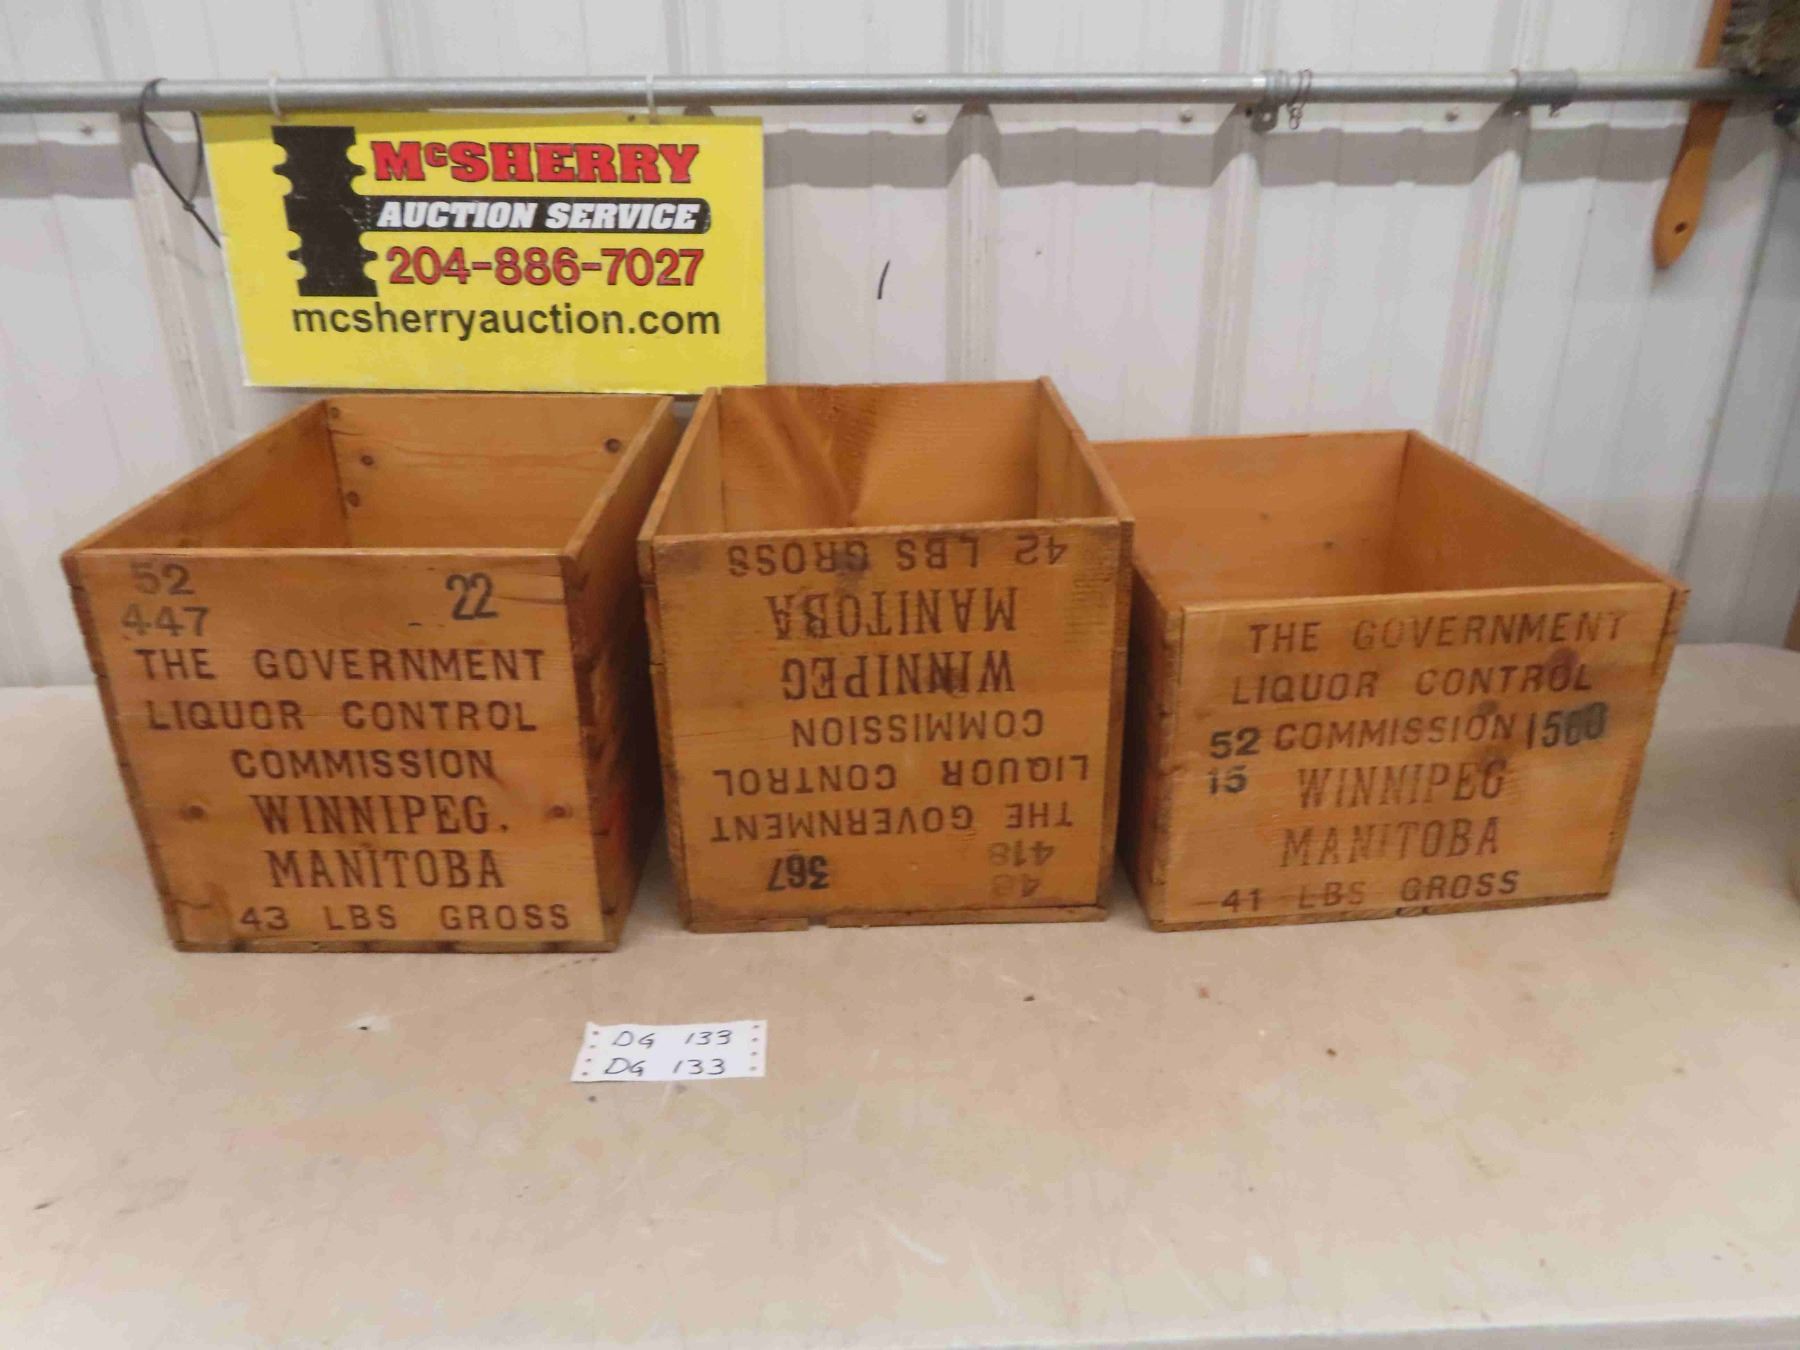 McSHERRY
AUCTION SERVICE
204-886-7027
mcsherryauction.com
52 22
447
THE GOVERNMENT
LIQUOR CONTROL
COMMISSION
WINNIPEG.
MANITOBA
43 LBS GROSS
418 367
THE GOVERNMENT
LIQUOR CONTROL
COMMISSION
WINNIPEG
MANITOBA
42 LBS GROSS
THE GOVERNMENT
LIQUOR CONTROL
52 COMMISSION
15 WINNIPEG
MANITOBA
41 LBS GROSS
DG 133
DG 133